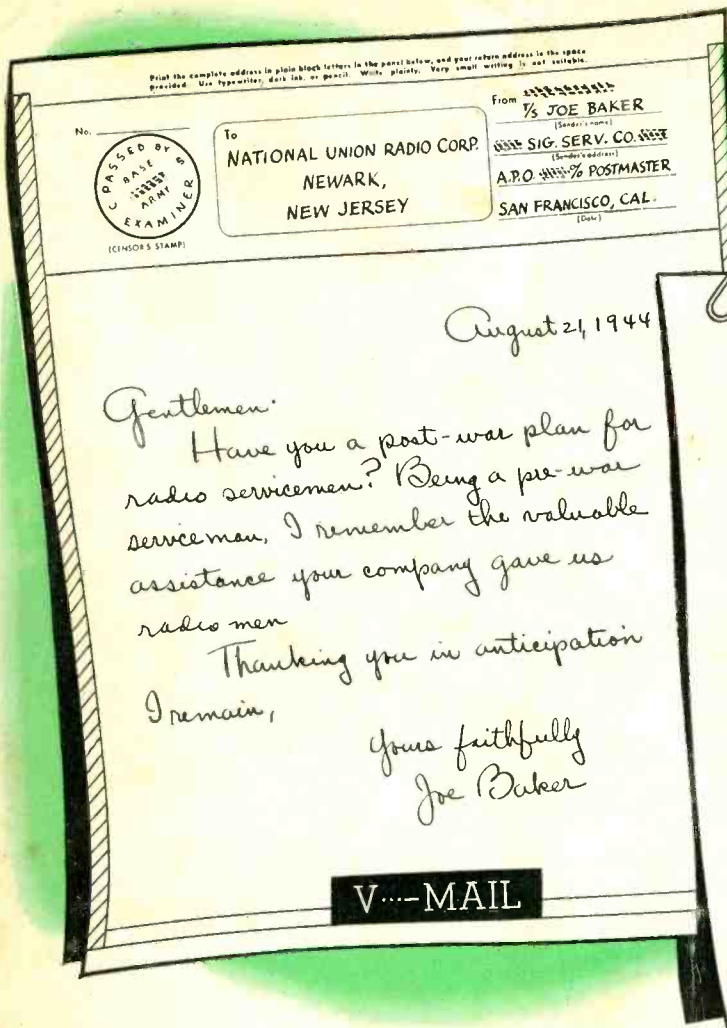 Print the complete address in plain block letters in the panel below, and your return address in the space
provided. Use typewriter, dark ink, or pencil. Write plainly. Very small writing is not suitable.
No.
PASSED BY
BASE
ARMY
EXAMINER
(CENSOR'S STAMP)
To
NATIONAL UNION RADIO CORP.
NEWARK,
NEW JERSEY
From
T/5 JOE BAKER
(Sender's name)
SIG. SERV. CO.
(Sender's address)
A.P.O. % POSTMASTER
SAN FRANCISCO, CAL.
(Date)
August 21, 1944
Gentlemen:
Have you a post-war plan for
radio servicemen? Being a pre-war
serviceman, I remember the valuable
assistance your company gave us
radio men
Thanking you in anticipation
I remain,
Yours faithfully
Joe Baker
V···-MAIL